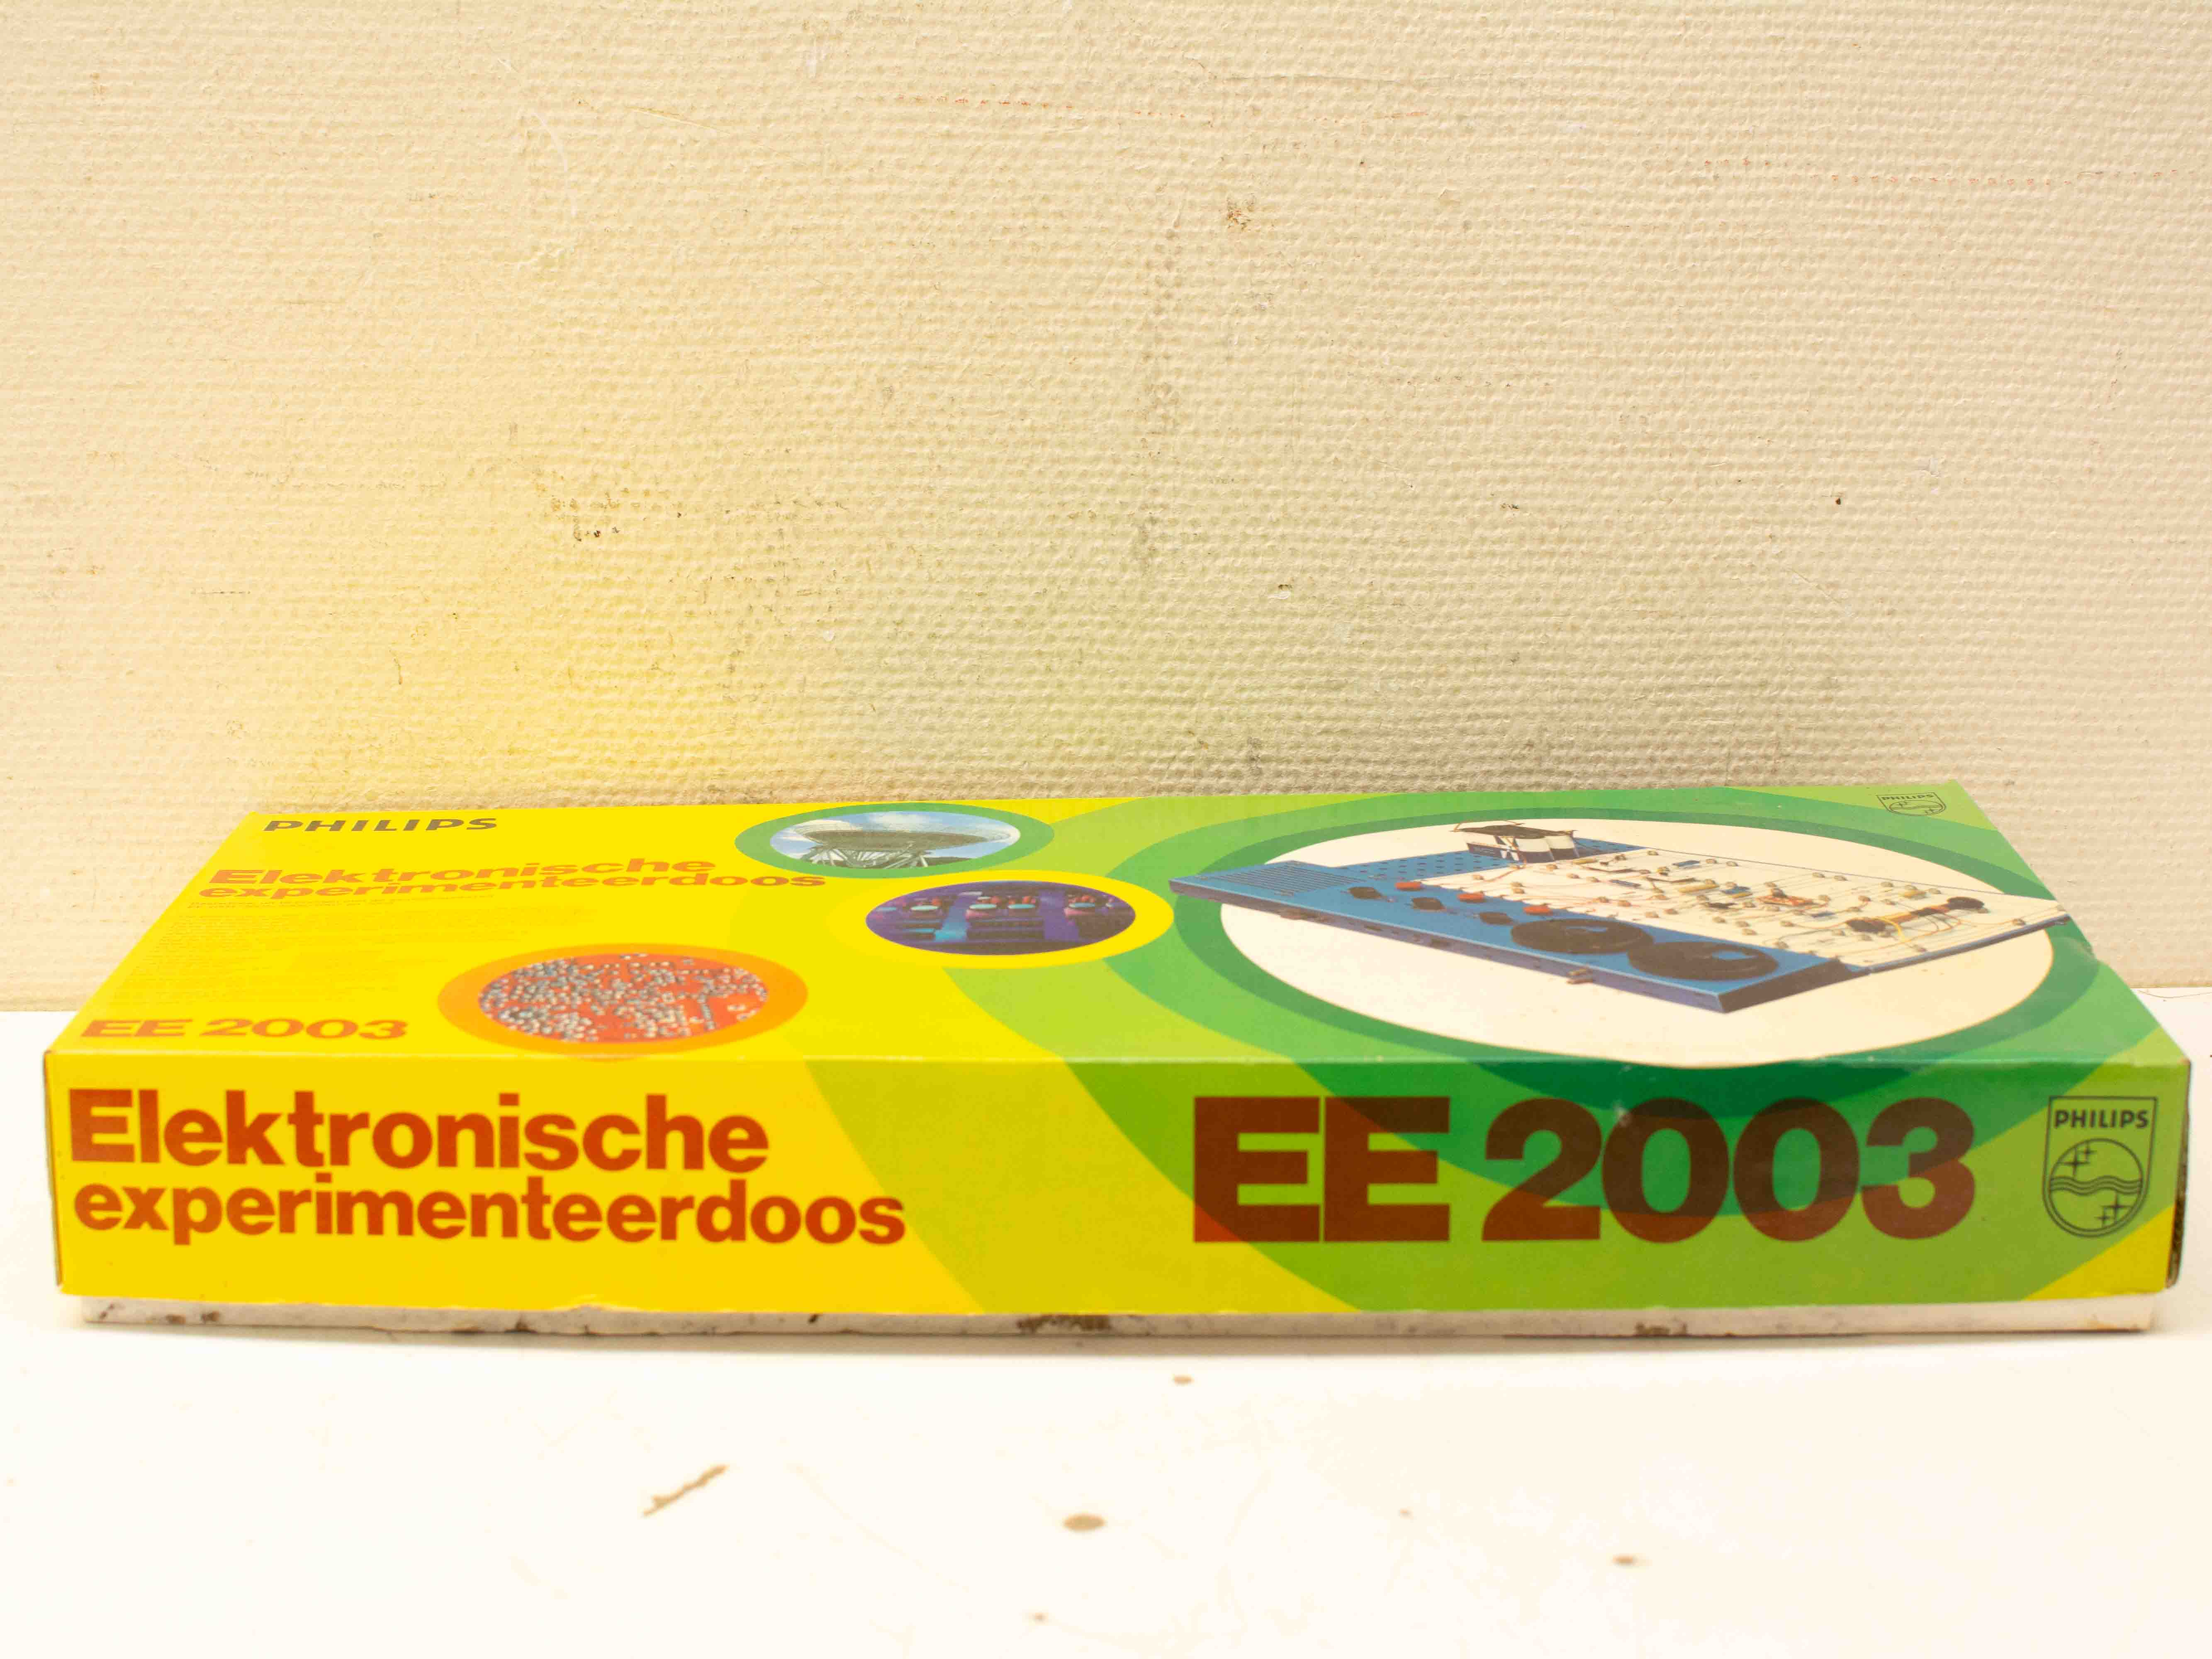 PHILIPS
Elektronische
experimenteerdoos
EE 2003
PHILIPS
Elektronische
experimenteerdoos
EE 2003
PHILIPS